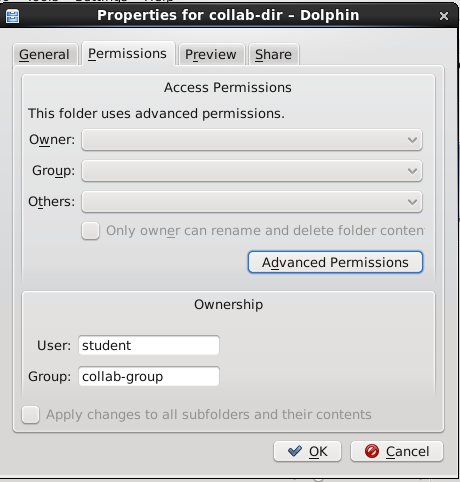 Properties for collab-dir – Dolphin
General Permissions Preview Share
Access Permissions
This folder uses advanced permissions.
Owner:
Group:
Others:
Only owner can rename and delete folder conten
Advanced Permissions
Ownership
User: student
Group: collab-group
Apply changes to all subfolders and their contents
OK Cancel